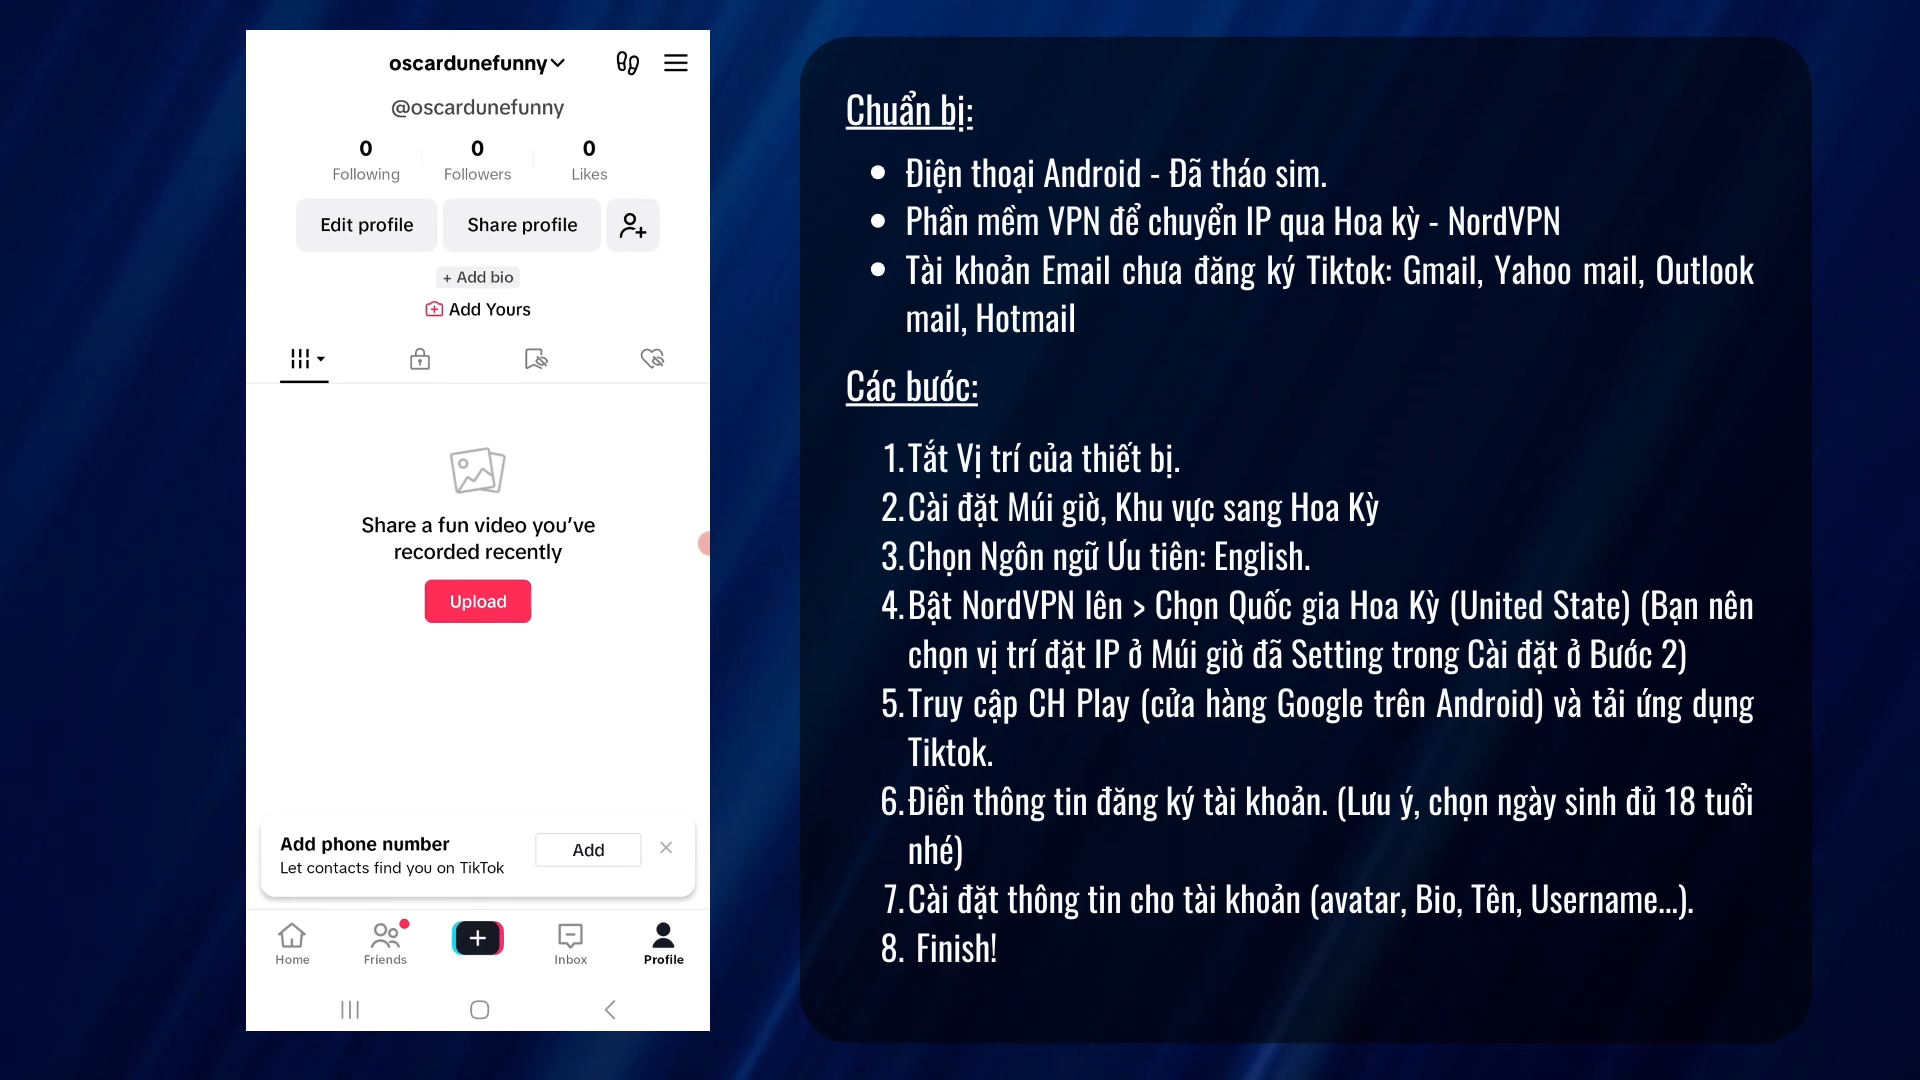 oscardunefunny
@oscardunefunny
0 0 0
Following Followers Likes
Edit profile Share profile
+ Add bio
Add Yours
Share a fun video you've
recorded recently
Upload
Add phone number
Let contacts find you on TikTok
Add
Home Friends Inbox Profile
Chuẩn bị:
• Điện thoại Android - Đã tháo sim.
• Phần mềm VPN để chuyển IP qua Hoa kỳ - NordVPN
• Tài khoản Email chưa đăng ký Tiktok: Gmail, Yahoo mail, Outlook
mail, Hotmail
Các bước:
1. Tắt Vị trí của thiết bị.
2. Cài đặt Múi giờ, Khu vực sang Hoa Kỳ
3. Chọn Ngôn ngữ Ưu tiên: English.
4. Bật NordVPN lên > Chọn Quốc gia Hoa Kỳ (United State) (Bạn nên
chọn vị trí đặt IP ở Múi giờ đã Setting trong Cài đặt ở Bước 2)
5. Truy cập CH Play (cửa hàng Google trên Android) và tải ứng dụng
Tiktok.
6. Điền thông tin đăng ký tài khoản. (Lưu ý, chọn ngày sinh đủ 18 tuổi
nhé)
7. Cài đặt thông tin cho tài khoản (avatar, Bio, Tên, Username...).
8. Finish!